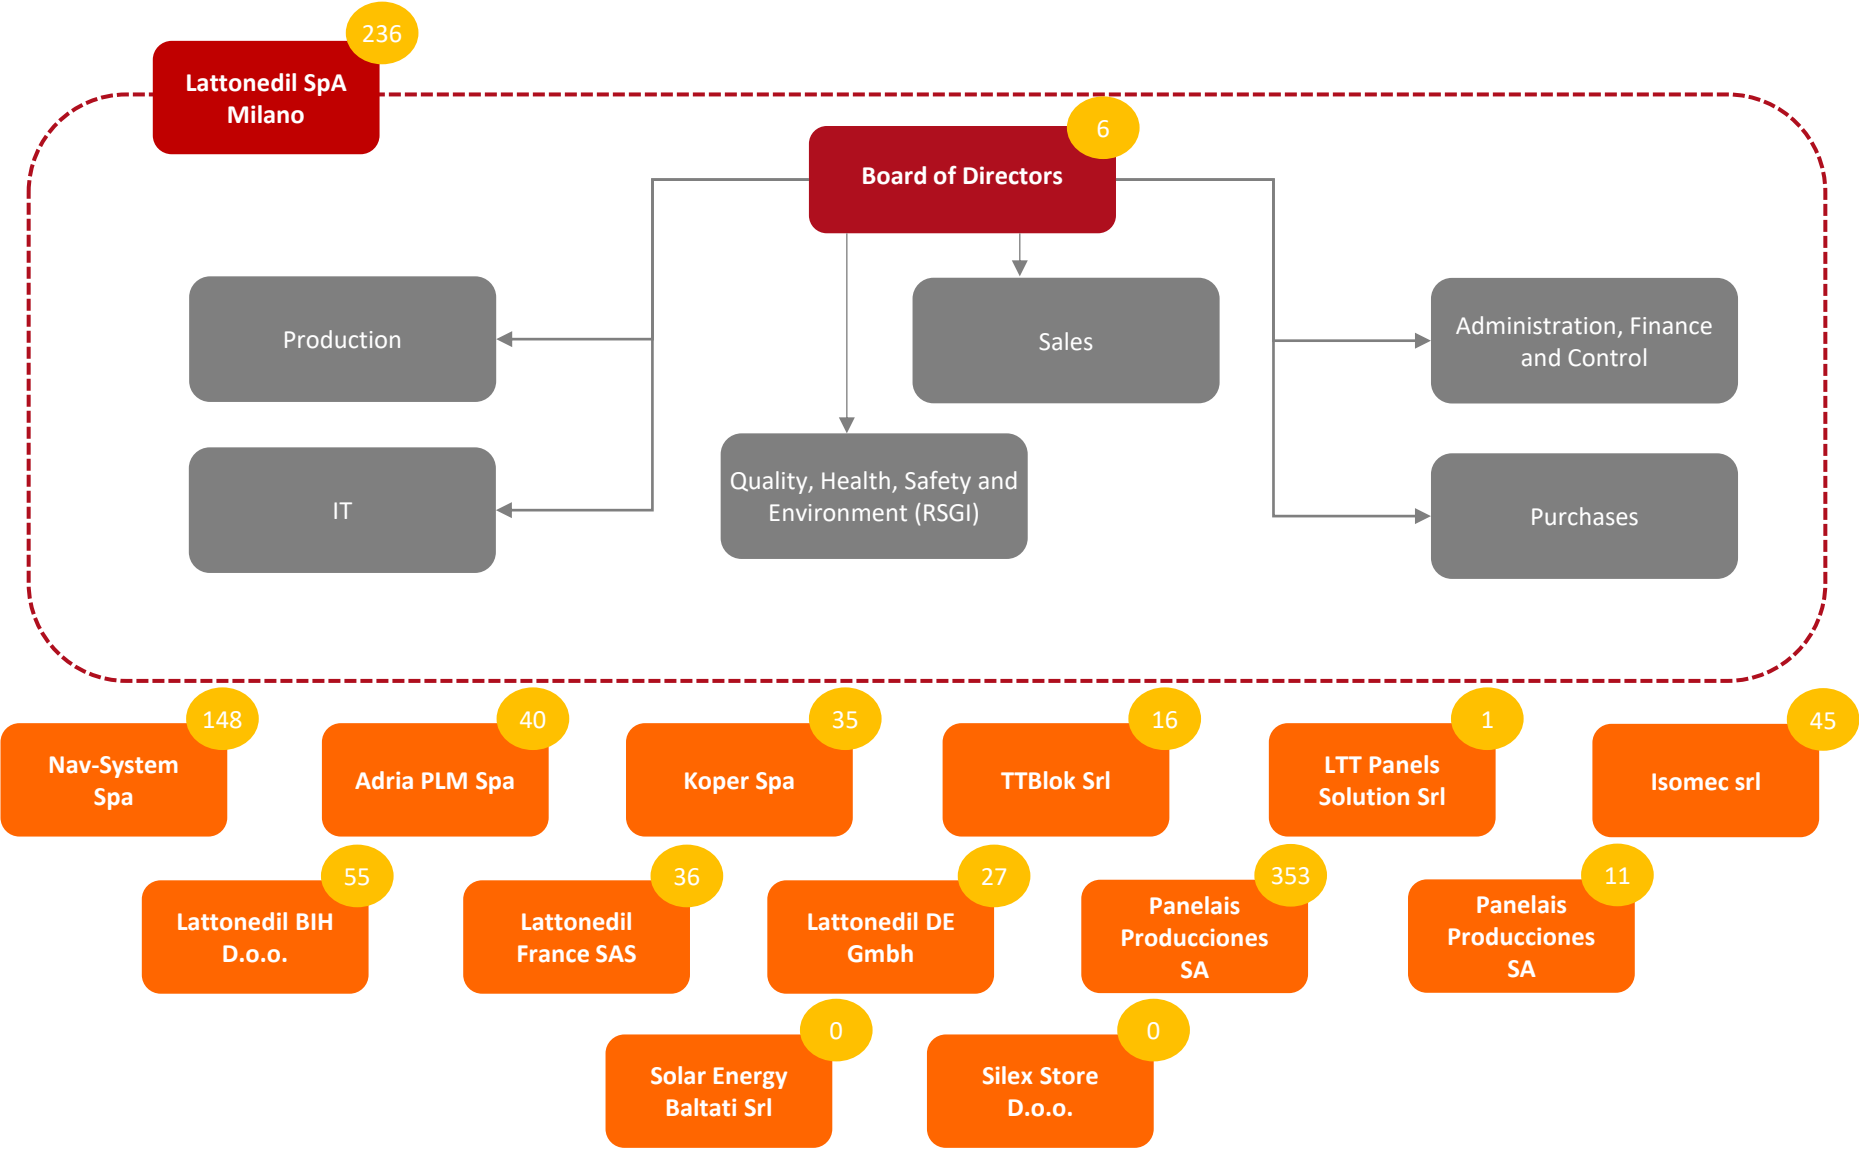 236
Lattonedil SpA
Milano
6
Board of Directors
Production
Sales
Administration, Finance
and Control
IT
Quality, Health, Safety and
Environment (RSGI)
Purchases
148
Nav-System
Spa
40
Adria PLM Spa
35
Koper Spa
16
TTBlok Srl
1
LTT Panels
Solution Srl
45
Isomec srl
55
Lattonedil BIH
D.o.o.
36
Lattonedil
France SAS
27
Lattonedil DE
Gmbh
353
Panelais
Producciones
SA
11
Panelais
Producciones
SA
0
Solar Energy
Baltati Srl
0
Silex Store
D.o.o.